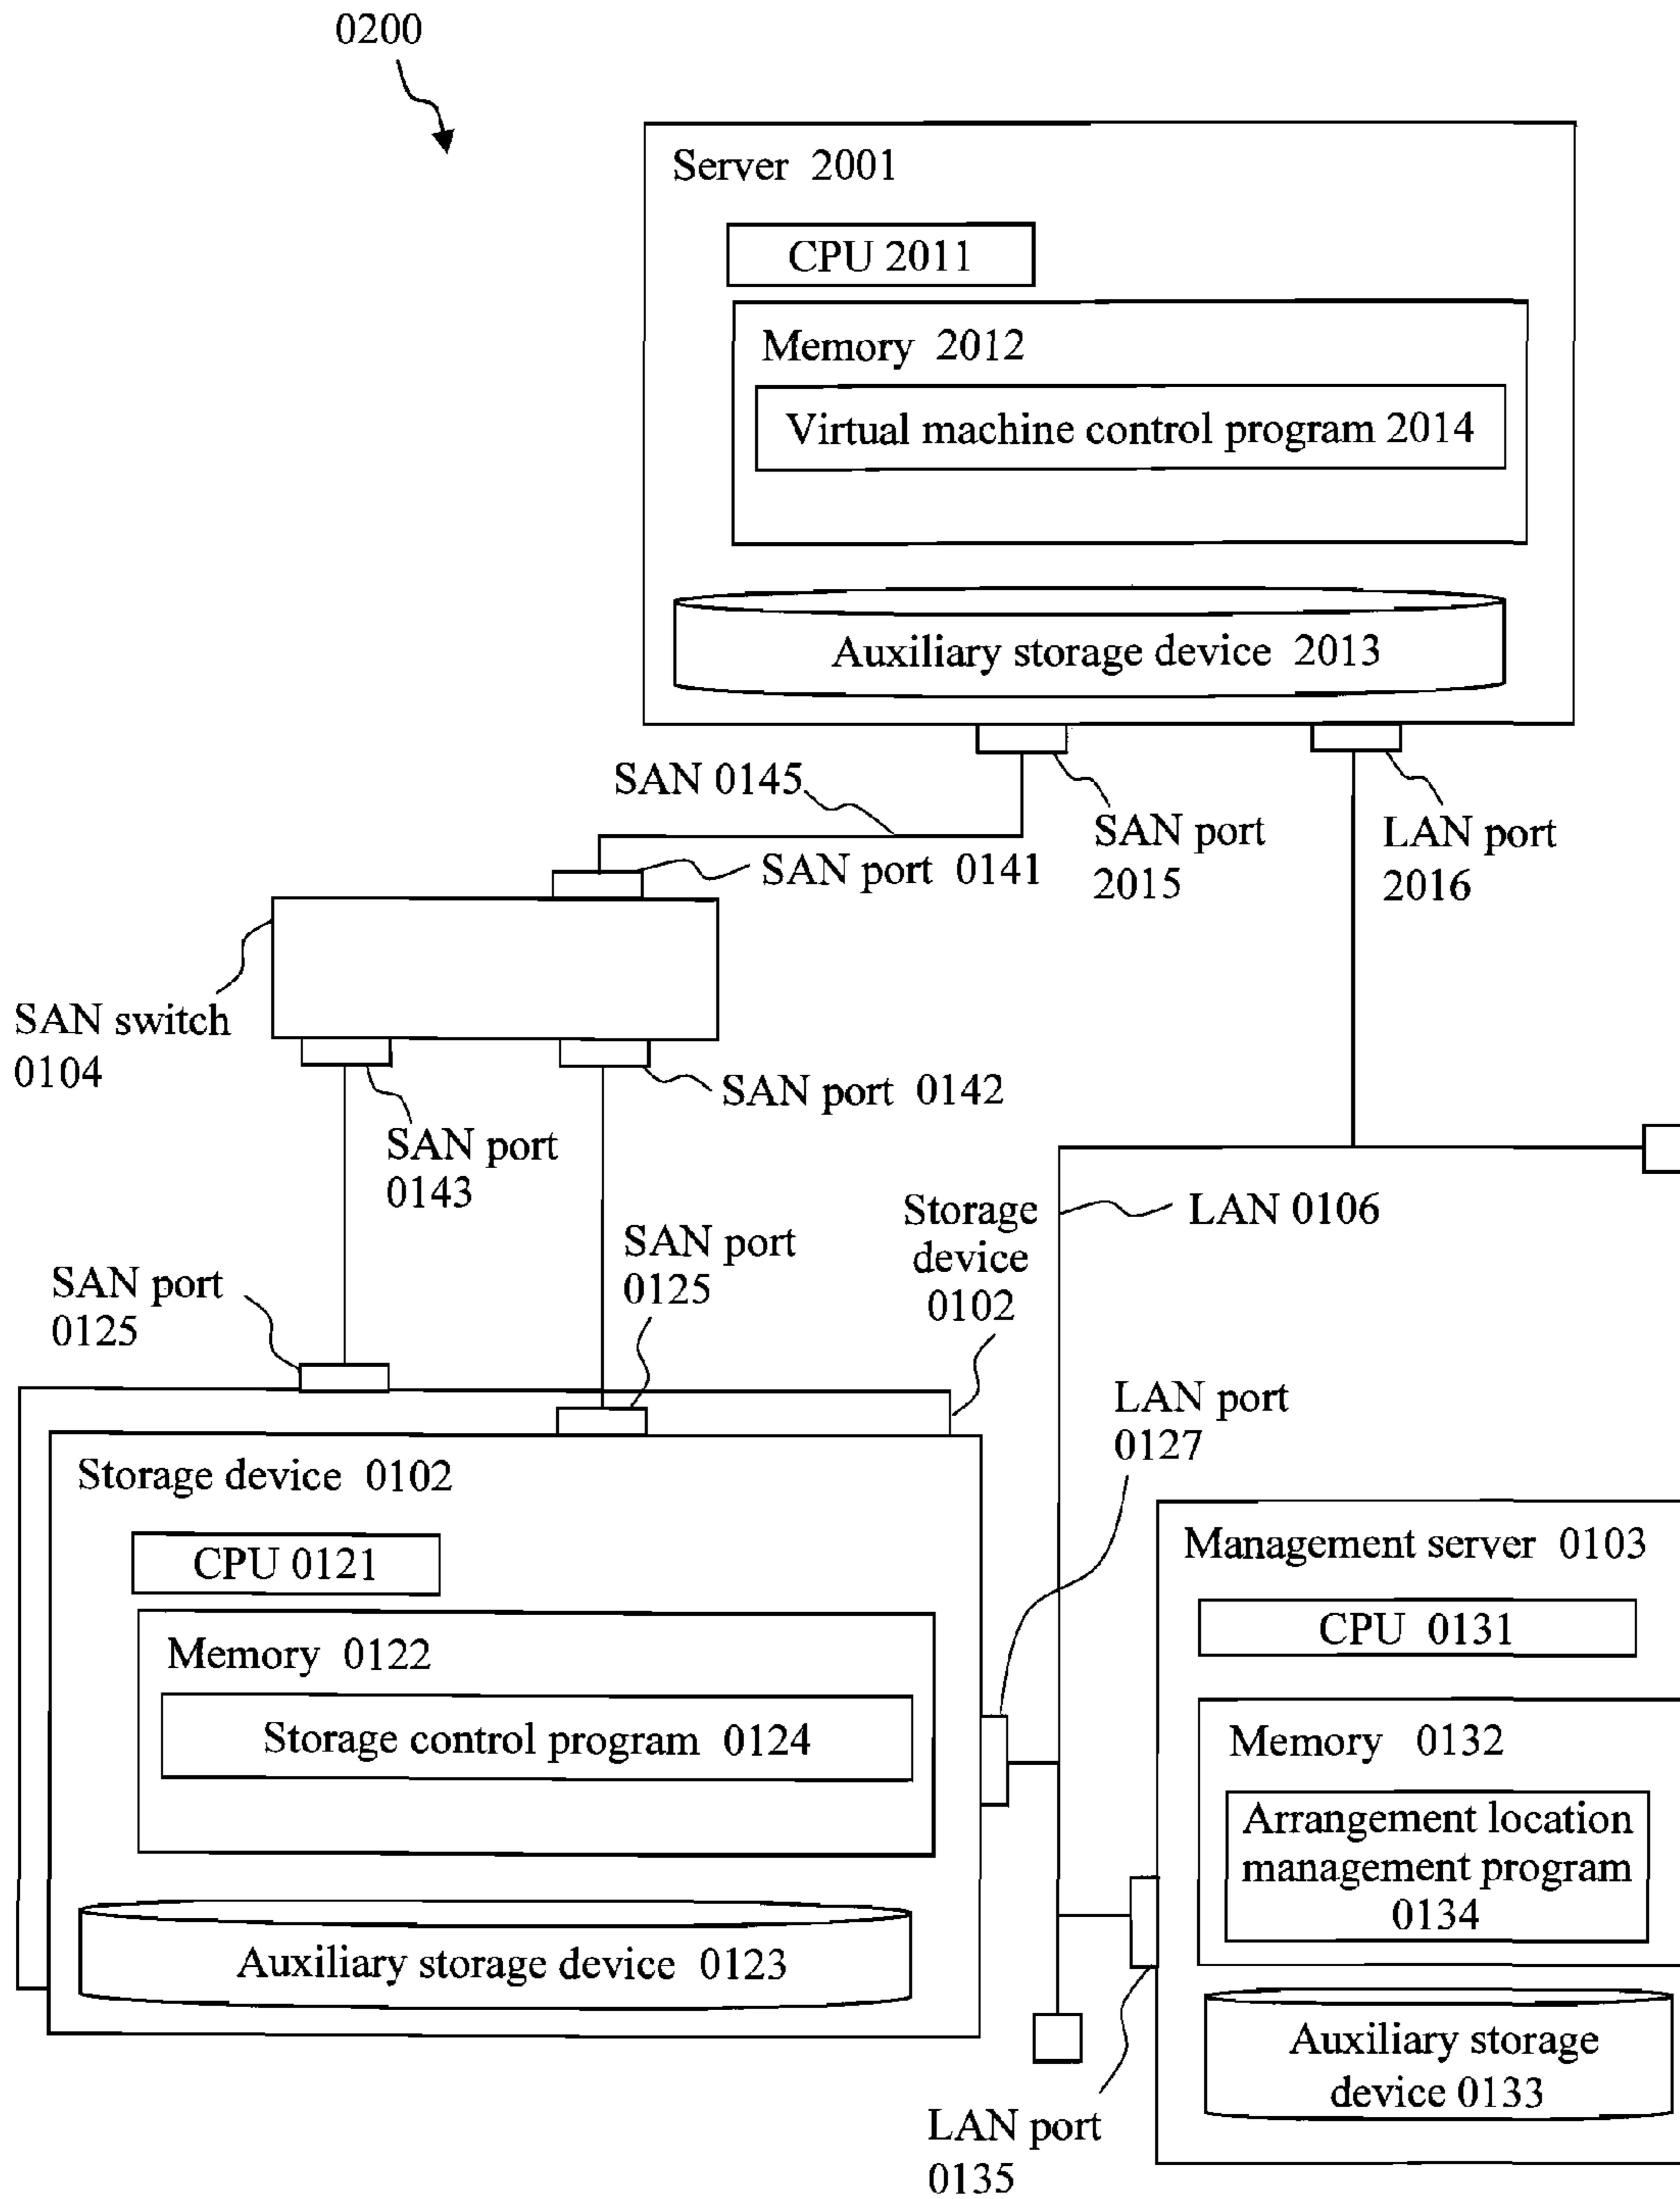 0200
Server 2001
CPU 2011
Memory 2012
Virtual machine control program 2014
Auxiliary storage device 2013
SAN 0145
SAN port
2015
LAN port
2016
SAN port 0141
SAN switch
0104
SAN port 0142
SAN port
0143
LAN 0106
Storage
device
0102
SAN port
0125
SAN port
0125
LAN port
0127
Storage device 0102
CPU 0121
Memory 0122
Storage control program 0124
Auxiliary storage device 0123
Management server 0103
CPU 0131
Memory 0132
Arrangement location
management program
0134
Auxiliary storage
device 0133
LAN port
0135